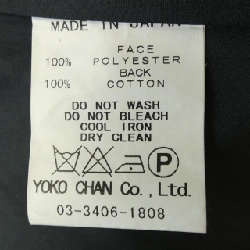 MADE IN JAPAN
FACE
100% POLYESTER
BACK
100% COTTON
DO NOT WASH
DO NOT BLEACH
COOL IRON
DRY CLEAN
P
YOKO CHAN Co., Ltd.
03-3406-1808